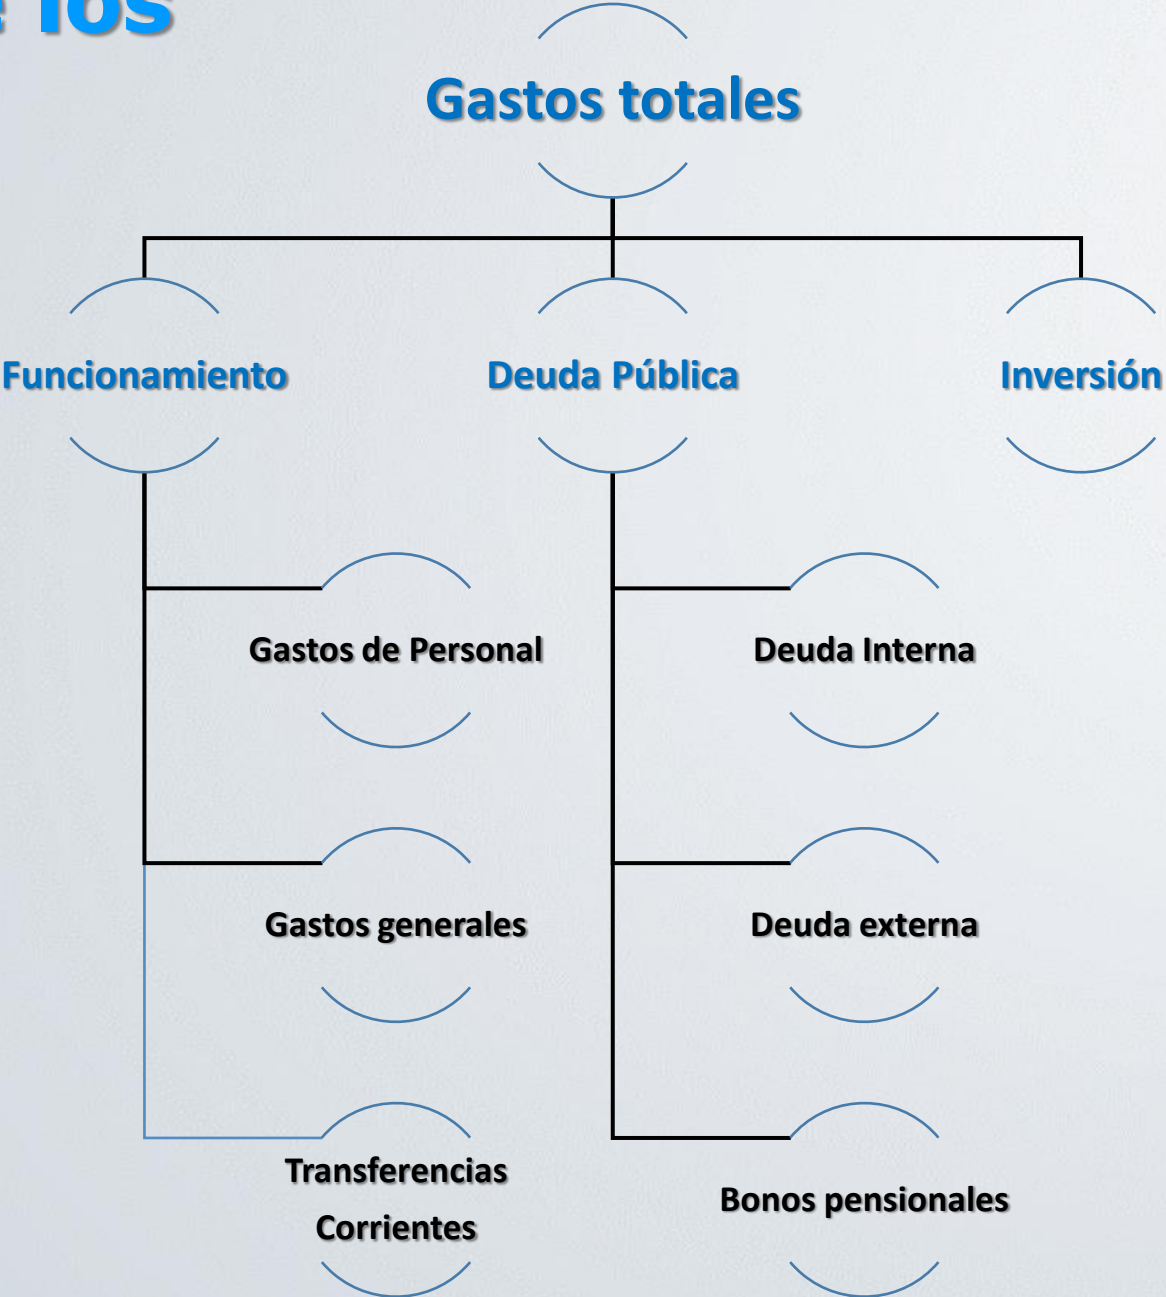 los
Gastos totales
Funcionamiento
Deuda Pública
Inversión
Gastos de Personal
Deuda Interna
Gastos generales
Deuda externa
Transferencias
Corrientes
Bonos pensionales